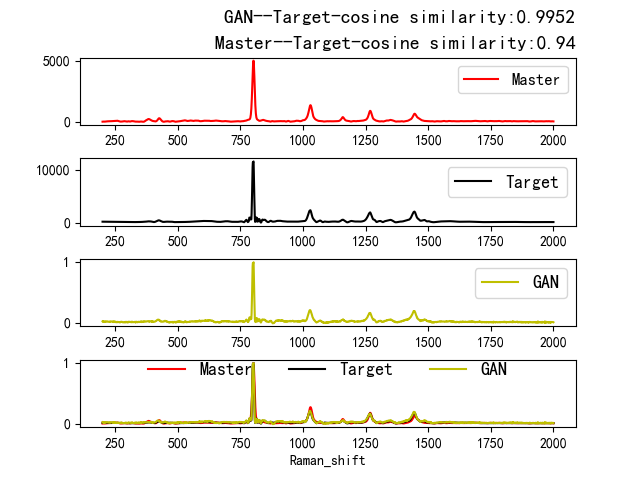 GAN--Target-cosine similarity:0.9952
Master--Target-cosine similarity:0.94
5000
0
Master
250 500 750 1000 1250 1500 1750 2000
10000
0
Target
250 500 750 1000 1250 1500 1750 2000
1
0
GAN
250 500 750 1000 1250 1500 1750 2000
1
0
Master Target GAN
250 500 750 1000 1250 1500 1750 2000
Raman_shift